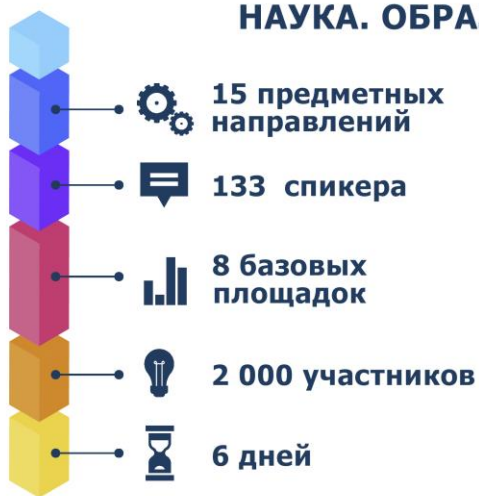 НАУКА. ОБРА
15 предметных
направлений
133 спикера
8 базовых
площадок
2 000 участников
6 дней